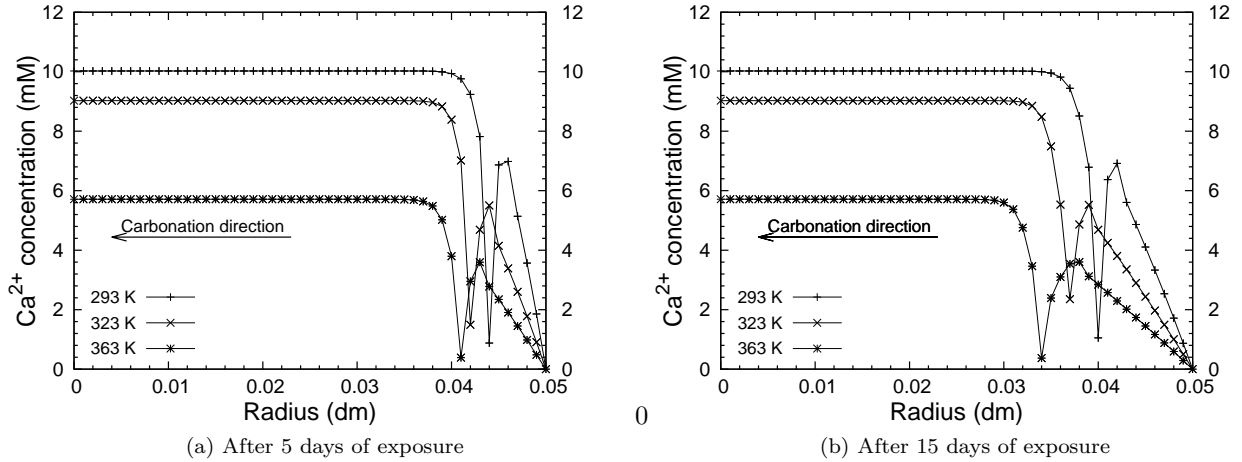 12 12 12 12
10 10 10 10
8 8 8 8
6 6 6 6
4 4 4 4
2 2 2 2
0 0 0 0
Ca2+ concentration (mM)
Carbonation direction
293 K
323 K
363 K
0 0.01 0.02 0.03 0.04 0.05
Radius (dm)
(a) After 5 days of exposure
0
Ca2+ concentration (mM)
Carbonation direction
293 K
323 K
363 K
0 0.01 0.02 0.03 0.04 0.05
Radius (dm)
(b) After 15 days of exposure